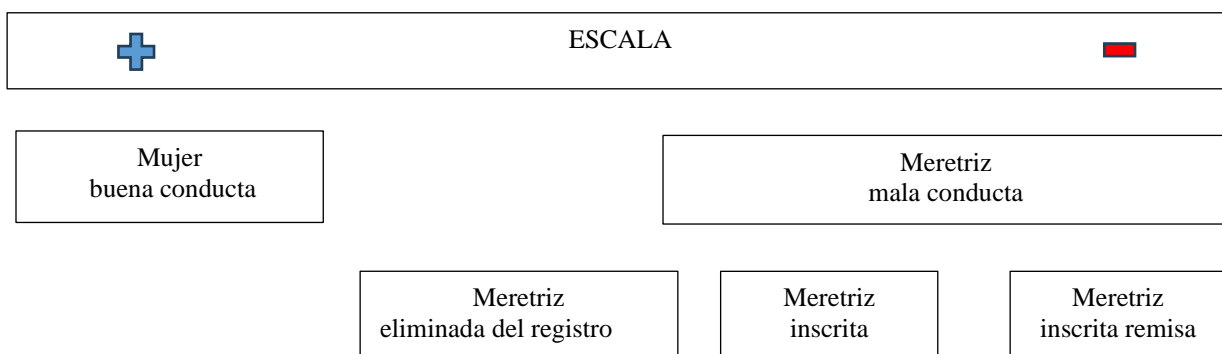 ESCALA
Mujer
buena conducta
Meretriz
mala conducta
Meretriz
eliminada del registro
Meretriz
inscrita
Meretriz
inscrita remisa